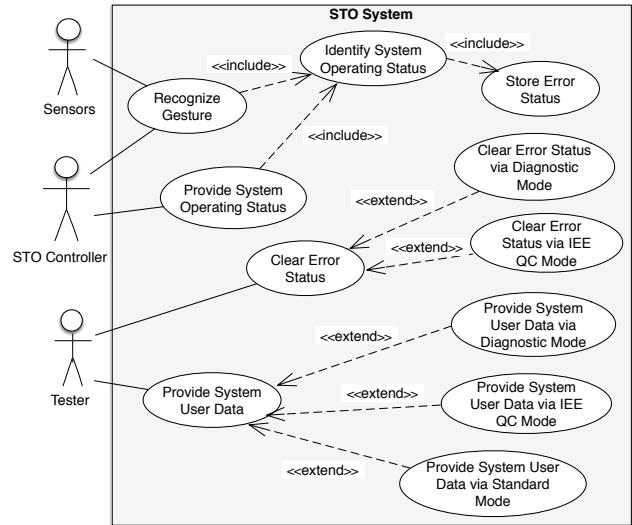 STO System
Sensors
STO Controller
Tester
Recognize
Gesture
<<include>>
Identify System
Operating Status
<<include>>
Store Error
Status
<<include>>
Provide System
Operating Status
Clear Error Status
via Diagnostic
Mode
<<extend>>
Clear Error
Status via IEE
QC Mode
<<extend>>
Clear Error
Status
Provide System
User Data via
Diagnostic Mode
<<extend>>
Provide System
User Data
<<extend>>
Provide System
User Data via IEE
QC Mode
<<extend>>
Provide System User
Data via Standard
Mode